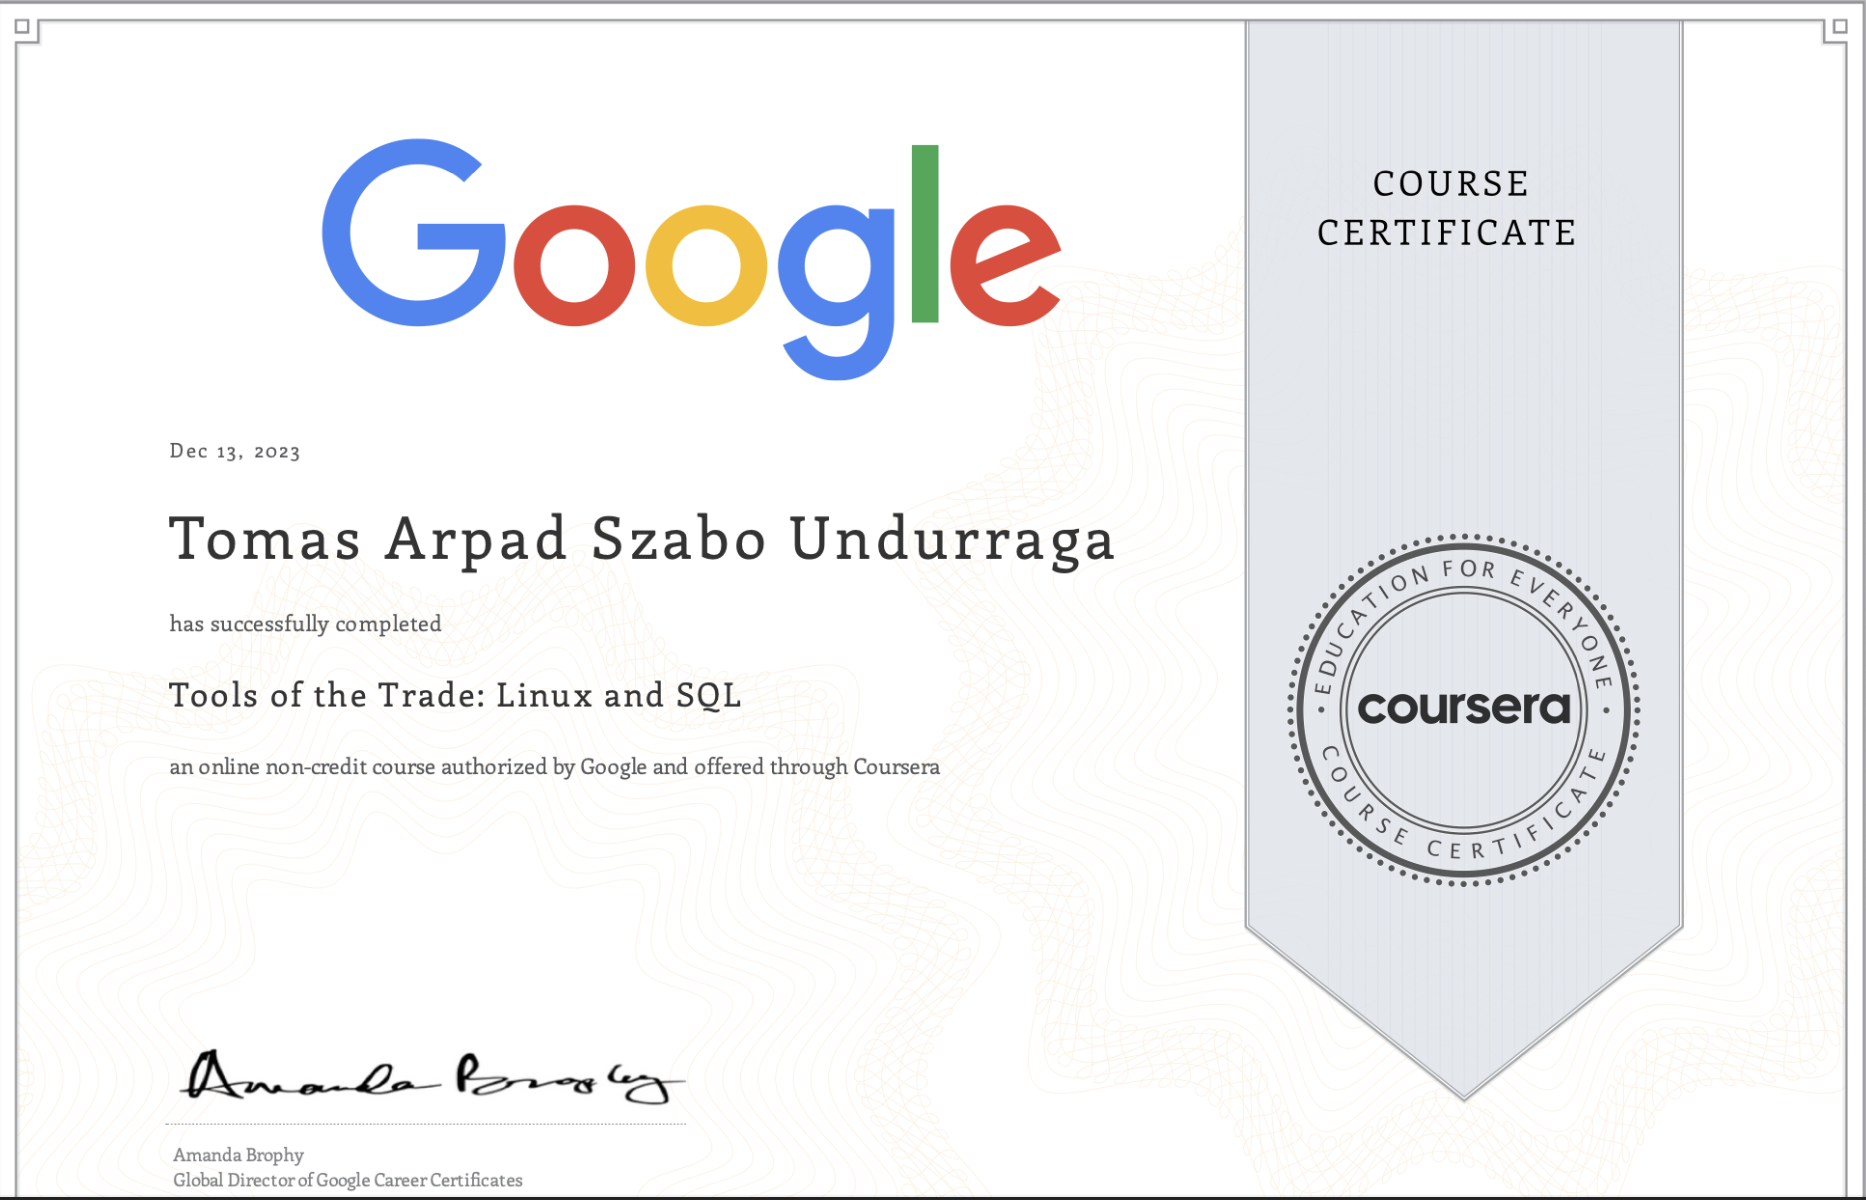 Google
COURSE
CERTIFICATE
Dec 13, 2023
Tomas Arpad Szabo Undurraga
has successfully completed
Tools of the Trade: Linux and SQL
an online non-credit course authorized by Google and offered through Coursera
EDUCATION FOR EVERYONE
coursera
COURSE CERTIFICATE
Amanda Brophy
Amanda Brophy
Global Director of Google Career Certificates